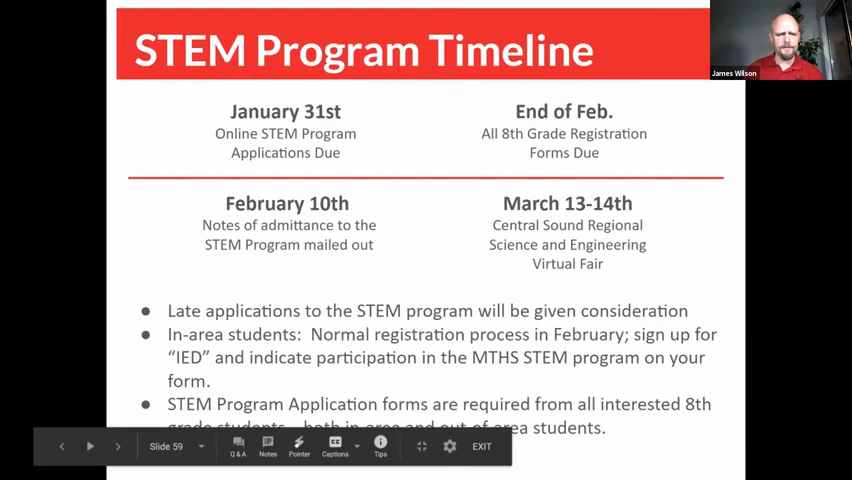 STEM Program Timeline
James Wilson
January 31st
Online STEM Program
Applications Due
End of Feb.
All 8th Grade Registration
Forms Due
February 10th
Notes of admittance to the
STEM Program mailed out
March 13-14th
Central Sound Regional
Science and Engineering
Virtual Fair
● Late applications to the STEM program will be given consideration
● In-area students: Normal registration process in February; sign up for
“IED” and indicate participation in the MTHS STEM program on your
form.
● STEM Program Application forms are required from all interested 8th
grade students – both in-area and out-of-area students.
Slide 59
Q & A
Notes
Pointer
Captions
Tips
EXIT